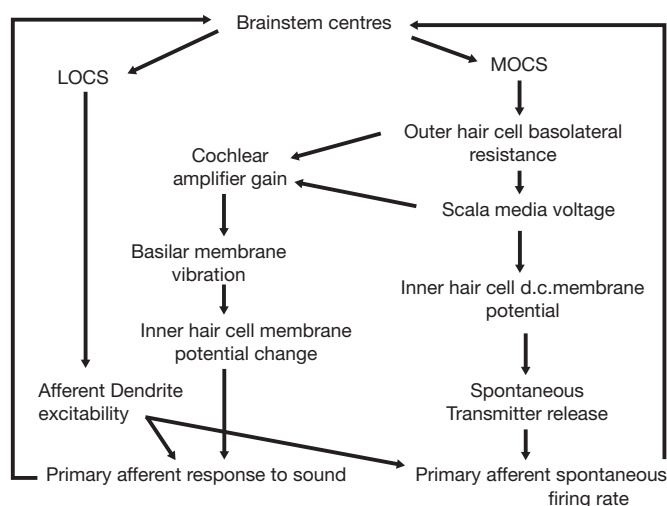 Brainstem centres
LOCS
MOCS
Outer hair cell basolateral
resistance
Cochlear
amplifier gain
Scala media voltage
Basilar membrane
vibration
Inner hair cell d.c.membrane
potential
Inner hair cell membrane
potential change
Afferent Dendrite
excitability
Spontaneous
Transmitter release
Primary afferent response to sound
Primary afferent spontaneous
firing rate